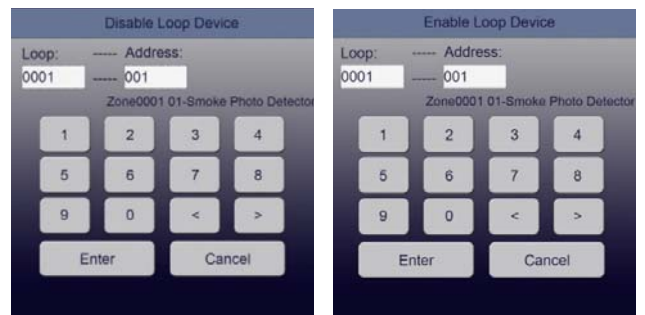 Disable Loop Device
Loop: ----- Address:
0001 ----- 001
Zone0001 01-Smoke Photo Detector
1 2 3 4
5 6 7 8
9 0 < >
Enter Cancel
Enable Loop Device
Loop: ----- Address:
0001 ----- 001
Zone0001 01-Smoke Photo Detector
1 2 3 4
5 6 7 8
9 0 < >
Enter Cancel